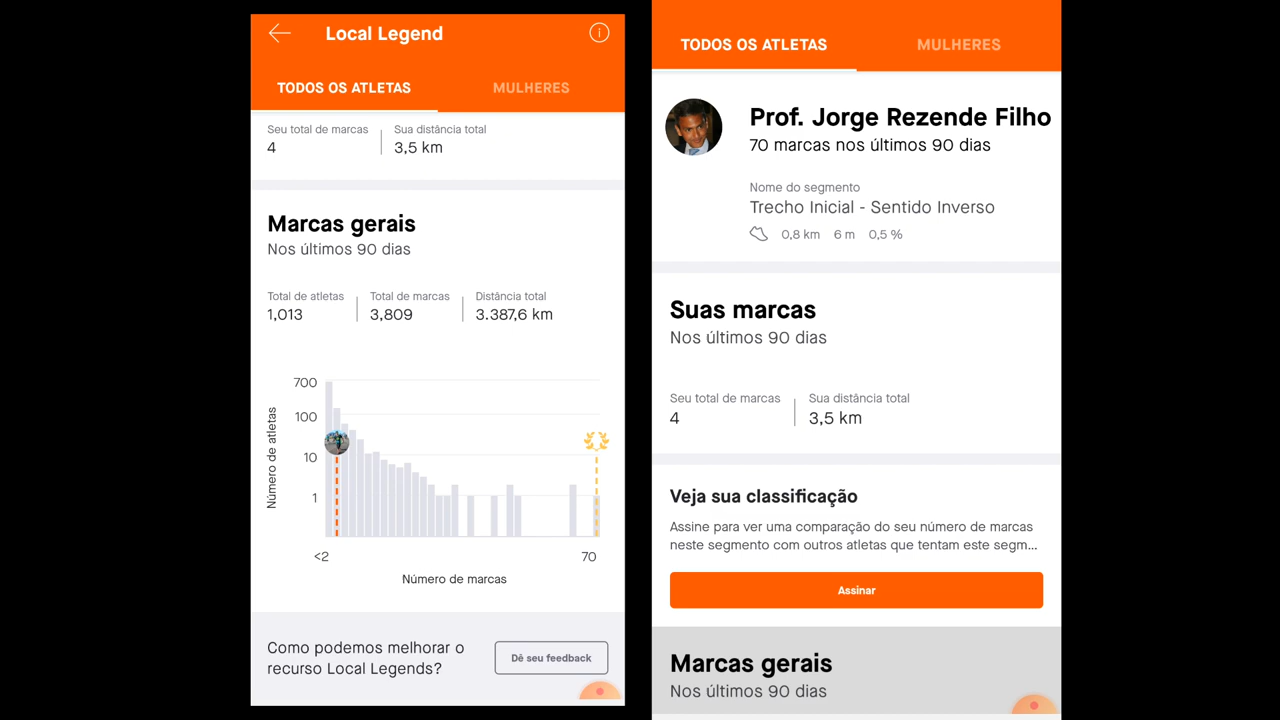 Local Legend
TODOS OS ATLETAS MULHERES
Seu total de marcas Sua distância total
4 3,5 km
Marcas gerais
Nos últimos 90 dias
Total de atletas Total de marcas Distância total
1,013 3,809 3.387,6 km
700
100
10
1
Número de atletas
<2 70
Número de marcas
Como podemos melhorar o
recurso Local Legends?
Dê seu feedback
TODOS OS ATLETAS MULHERES
Prof. Jorge Rezende Filho
70 marcas nos últimos 90 dias
Nome do segmento
Trecho Inicial - Sentido Inverso
0,8 km 6 m 0,5 %
Suas marcas
Nos últimos 90 dias
Seu total de marcas Sua distância total
4 3,5 km
Veja sua classificação
Assine para ver uma comparação do seu número de marcas
neste segmento com outros atletas que tentam este segm...
Assinar
Marcas gerais
Nos últimos 90 dias